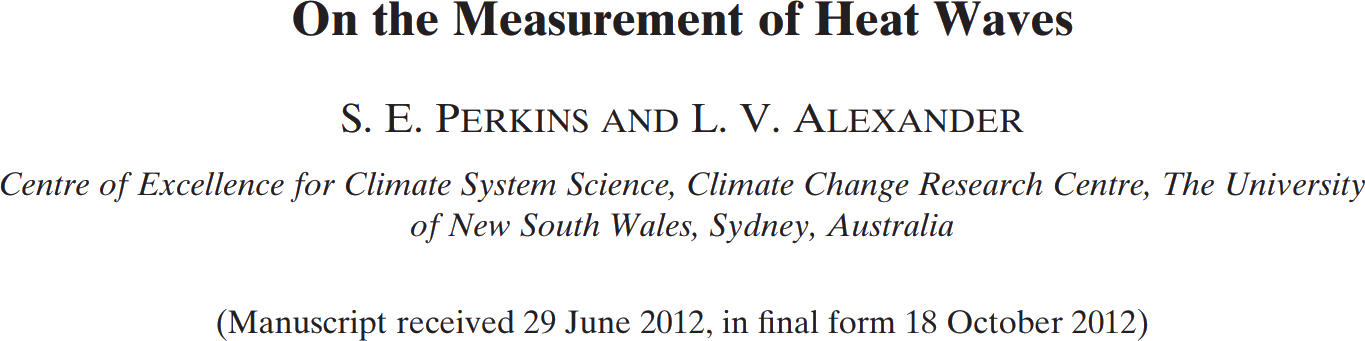 On the Measurement of Heat Waves
S. E. PERKINS AND L. V. ALEXANDER
Centre of Excellence for Climate System Science, Climate Change Research Centre, The University
of New South Wales, Sydney, Australia
(Manuscript received 29 June 2012, in final form 18 October 2012)